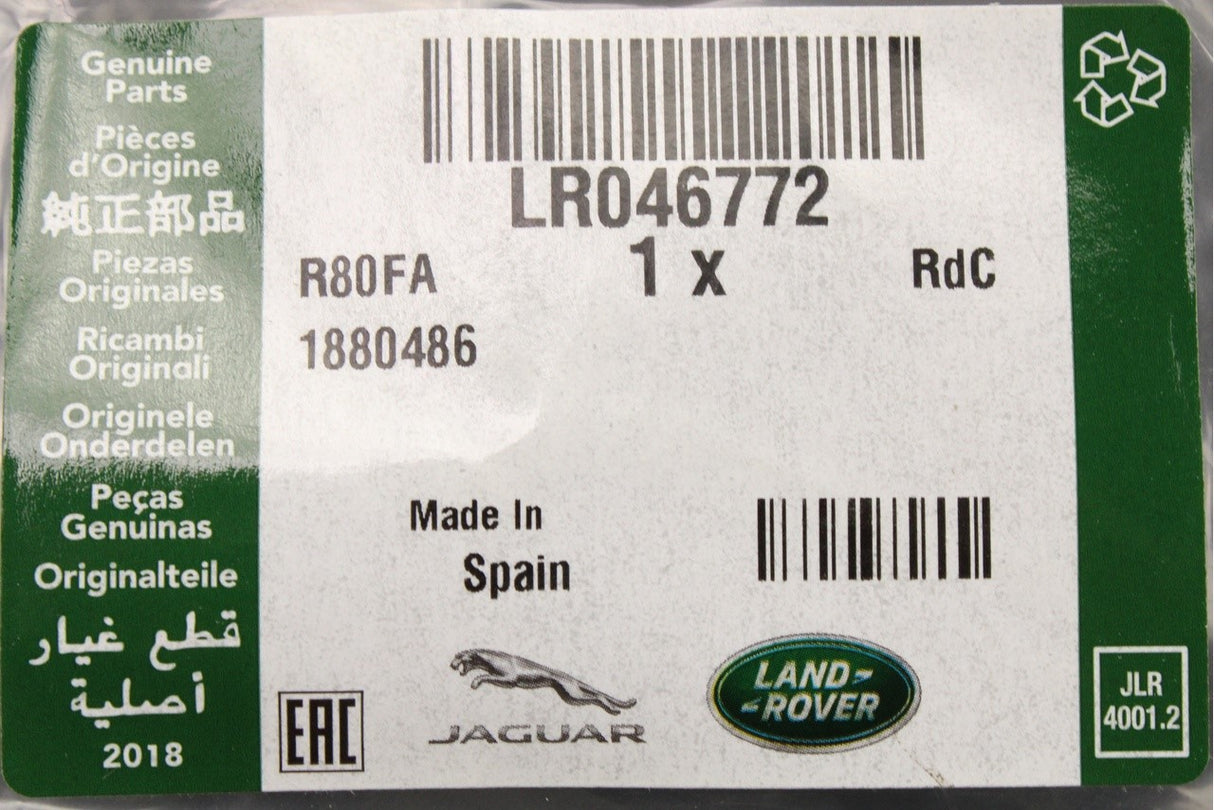 Genuine
Parts
Pièces
d'Origine
純正部品
Piezas
Originales
Ricambi
Originali
Originele
Onderdelen
Peças
Genuinas
Originalteile
قطع غيار
أصلية
2018
LR046772
R80FA
1 x
RdC
1880486
Made In
Spain
EAC
JAGUAR
LAND-
-ROVER
JLR
4001.2